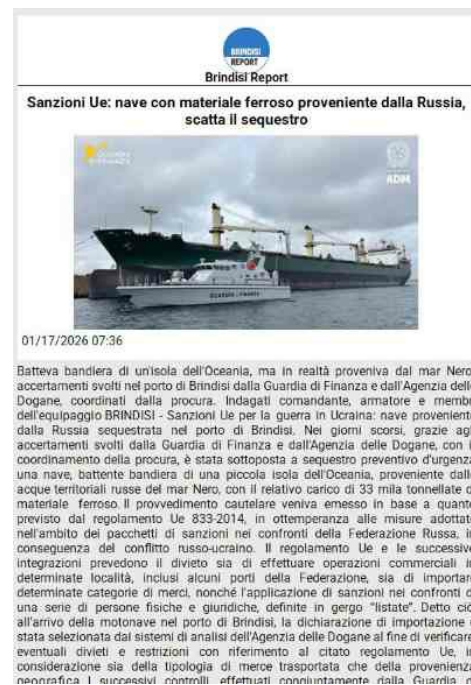 BRINDISI
REPORT
Brindisi Report
Sanzioni Ue: nave con materiale ferroso proveniente dalla Russia,
scatta il sequestro
ADM
GUARDIA FINANZA
01/17/2026 07:36
Batteva bandiera di un'isola dell'Oceania, ma in realtà proveniva dal mar Nero
accertamenti svolti nel porto di Brindisi dalla Guardia di Finanza e dall'Agenzia dell
Dogane, coordinati dalla procura. Indagati comandante, armatore e membr
dell'equipaggio BRINDISI - Sanzioni Ue per la guerra in Ucraina: nave provenient
dalla Russia sequestrata nel porto di Brindisi. Nei giorni scorsi, grazie agl
accertamenti svolti dalla Guardia di Finanza e dall'Agenzia delle Dogane, con i
coordinamento della procura, è stata sottoposta a sequestro preventivo d'urgenza
una nave, battente bandiera di una piccola isola dell'Oceania, proveniente dalle
acque territoriali russe del mar Nero, con il relativo carico di 33 mila tonnellate d
materiale ferroso. Il provvedimento cautelare veniva emesso in base a quanto
previsto dal regolamento Ue 833-2014, in ottemperanza alle misure adottat
nell'ambito dei pacchetti di sanzioni nei confronti della Federazione Russa, in
conseguenza del conflitto russo-ucraino. Il regolamento Ue e le successive
integrazioni prevedono il divieto sia di effettuare operazioni commerciali in
determinate località, inclusi alcuni porti della Federazione, sia di importar
determinate categorie di merci, nonché l'applicazione di sanzioni nei confronti d
una serie di persone fisiche e giuridiche, definite in gergo "listate". Detto ciò
all'arrivo della motonave nel porto di Brindisi, la dichiarazione di importazione è
stata selezionata dai sistemi di analisi dell'Agenzia delle Dogane al fine di verificare
eventuali divieti e restrizioni con riferimento al citato regolamento Ue, in
considerazione sia della tipologia di merce trasportata che della provenienza
geografica. I successivi controlli, effettuati congiuntamente dalla Guardia d